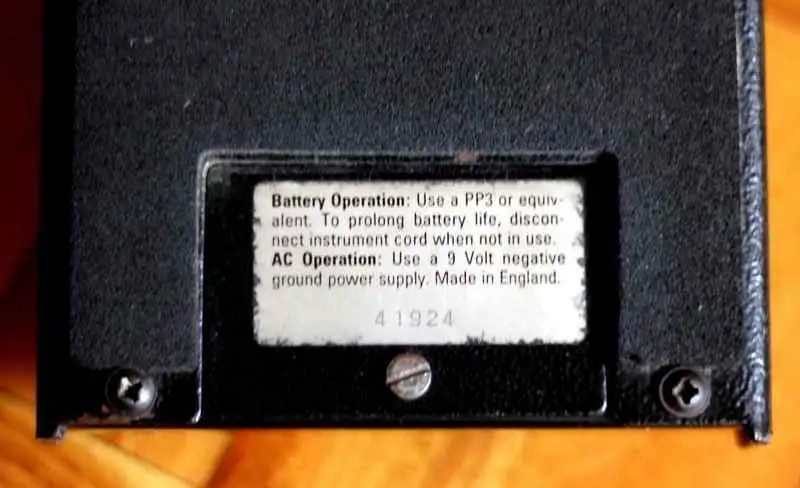 Battery Operation: Use a PP3 or equiv-
alent. To prolong battery life, discon-
nect instrument cord when not in use.
AC Operation: Use a 9 Volt negative
ground power supply. Made in England.
41924